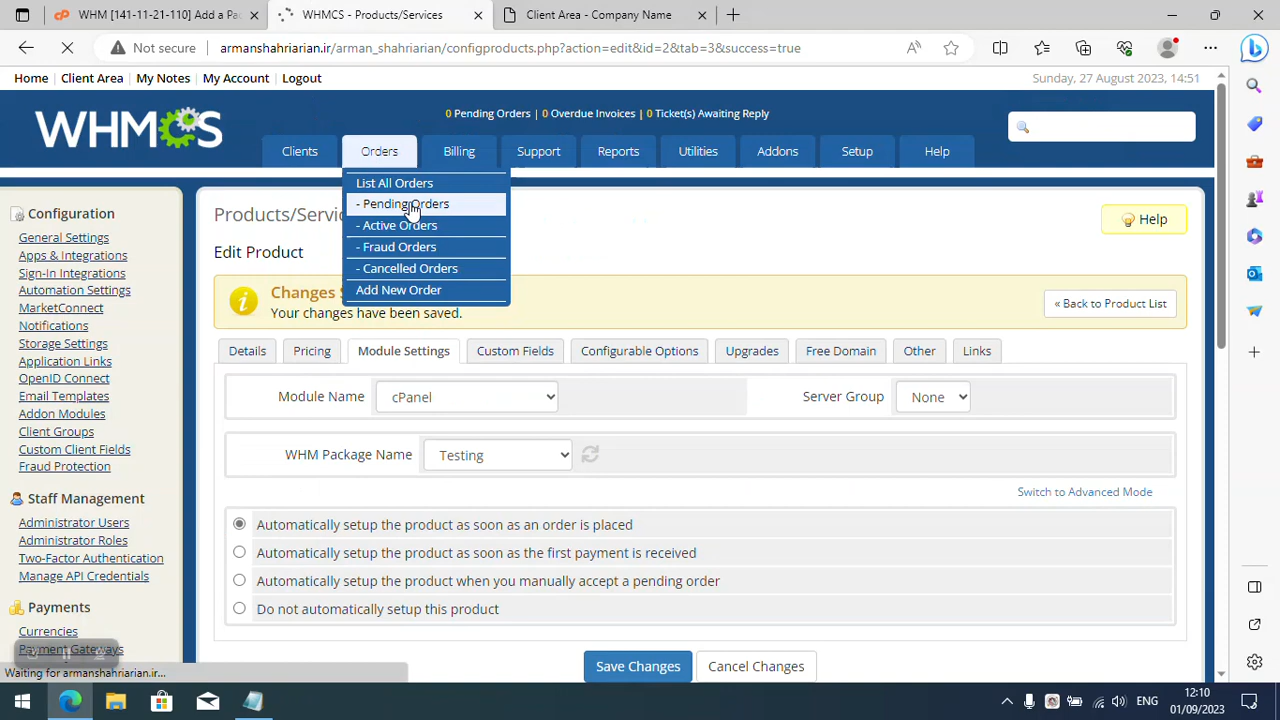 WHM [141-11-21-110] Add a Pac
WHMCS - Products/Services
Client Area - Company Name
Not secure
armanshahriarian.ir/arman_shahriarian/configproducts.php?action=edit&id=2&tab=3&success=true
Home Client Area My Notes My Account Logout
Sunday, 27 August 2023, 14:51
WHMCS
0 Pending Orders | 0 Overdue Invoices | 0 Ticket(s) Awaiting Reply
Clients Orders Billing Support Reports Utilities Addons Setup Help
List All Orders
- Pending Orders
- Active Orders
- Fraud Orders
- Cancelled Orders
Add New Order
Configuration
General Settings
Apps & Integrations
Sign-In Integrations
Automation Settings
MarketConnect
Notifications
Storage Settings
Application Links
OpenID Connect
Email Templates
Addon Modules
Client Groups
Custom Client Fields
Fraud Protection
Staff Management
Administrator Users
Administrator Roles
Two-Factor Authentication
Manage API Credentials
Payments
Currencies
Payment Gateways
Products/Servi
Help
Edit Product
Changes
Your changes have been saved.
« Back to Product List
Details Pricing Module Settings Custom Fields Configurable Options Upgrades Free Domain Other Links
Module Name cPanel Server Group None
WHM Package Name Testing
Switch to Advanced Mode
Automatically setup the product as soon as an order is placed
Automatically setup the product as soon as the first payment is received
Automatically setup the product when you manually accept a pending order
Do not automatically setup this product
Save Changes Cancel Changes
Waiting for armanshahriarian.ir...
ENG
12:10
01/09/2023